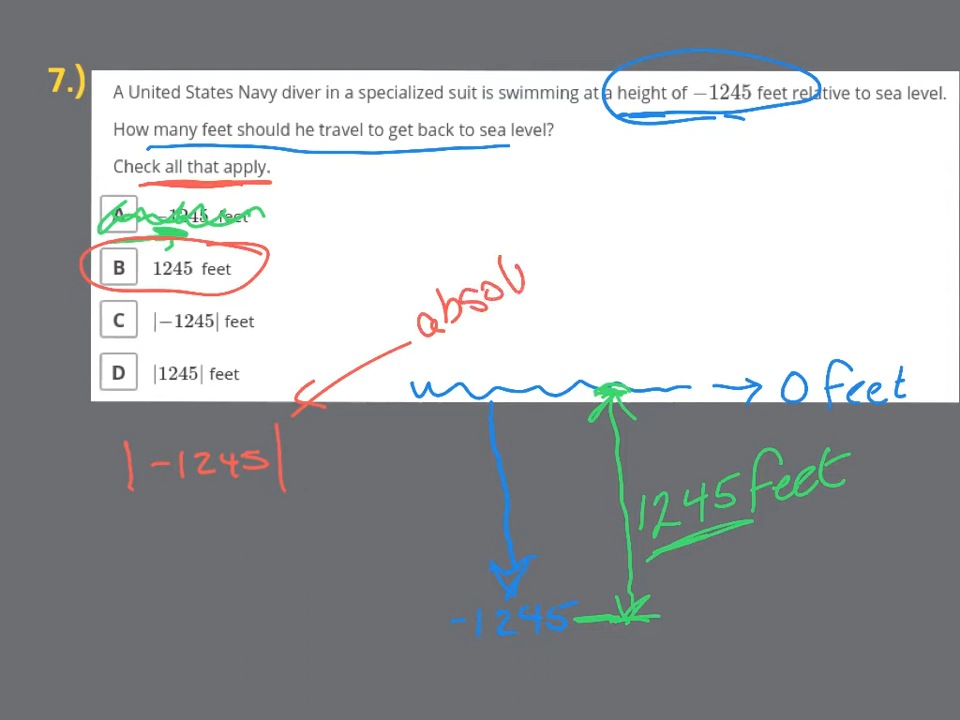 7.)
A United States Navy diver in a specialized suit is swimming at a height of −1245 feet relative to sea level.
How many feet should he travel to get back to sea level?
Check all that apply.
A −1245 feet
B 1245 feet
C |−1245| feet
D |1245| feet
absol
0 feet
|-1245|
1245 feet
-1245